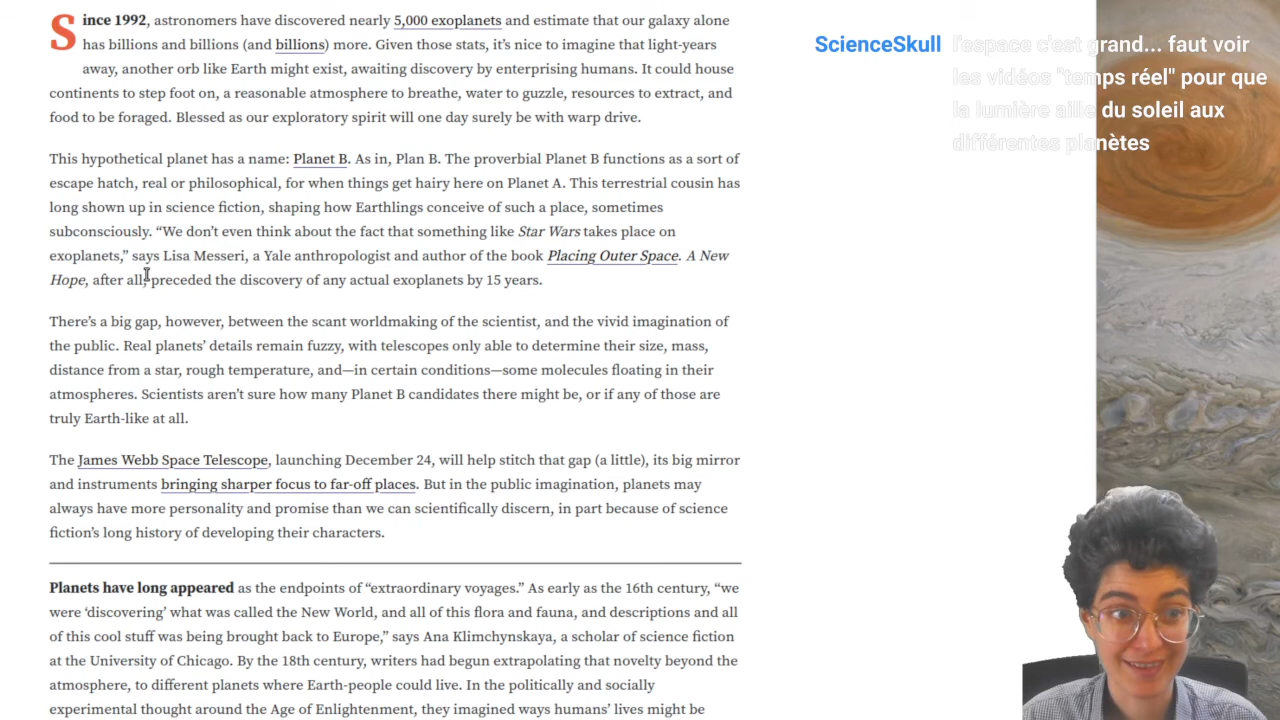 Since 1992, astronomers have discovered nearly 5,000 exoplanets and estimate that our galaxy alone
has billions and billions (and billions) more. Given those stats, it’s nice to imagine that light-years
away, another orb like Earth might exist, awaiting discovery by enterprising humans. It could house
continents to step foot on, a reasonable atmosphere to breathe, water to guzzle, resources to extract, and
food to be foraged. Blessed as our exploratory spirit will one day surely be with warp drive.
This hypothetical planet has a name: Planet B. As in, Plan B. The proverbial Planet B functions as a sort of
escape hatch, real or philosophical, for when things get hairy here on Planet A. This terrestrial cousin has
long shown up in science fiction, shaping how Earthlings conceive of such a place, sometimes
subconsciously. “We don’t even think about the fact that something like Star Wars takes place on
exoplanets,” says Lisa Messeri, a Yale anthropologist and author of the book Placing Outer Space. A New
Hope, after all, preceded the discovery of any actual exoplanets by 15 years.
There’s a big gap, however, between the scant worldmaking of the scientist, and the vivid imagination of
the public. Real planets’ details remain fuzzy, with telescopes only able to determine their size, mass,
distance from a star, rough temperature, and—in certain conditions—some molecules floating in their
atmospheres. Scientists aren’t sure how many Planet B candidates there might be, or if any of those are
truly Earth-like at all.
The James Webb Space Telescope, launching December 24, will help stitch that gap (a little), its big mirror
and instruments bringing sharper focus to far-off places. But in the public imagination, planets may
always have more personality and promise than we can scientifically discern, in part because of science
fiction’s long history of developing their characters.
Planets have long appeared as the endpoints of “extraordinary voyages.” As early as the 16th century, “we
were ‘discovering’ what was called the New World, and all of this flora and fauna, and descriptions and all
of this cool stuff was being brought back to Europe,” says Ana Klimchynskaya, a scholar of science fiction
at the University of Chicago. By the 18th century, writers had begun extrapolating that novelty beyond the
atmosphere, to different planets where Earth-people could live. In the politically and socially
experimental thought around the Age of Enlightenment, they imagined ways humans’ lives might be
ScienceSkull l'espace c'est grand... faut voir
les vidéos "temps réel" pour que
la lumière aille du soleil aux
différentes planètes